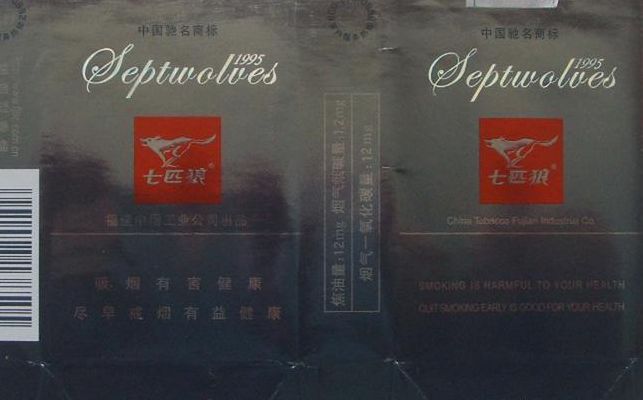 中国驰名商标
Septwolves
1995
七匹狼
福建中烟工业公司出品
吸烟有害健康
尽早戒烟有益健康
焦油量:12mg 烟气烟碱量:1.2mg
烟气一氧化碳量:12mg
中国驰名商标
Septwolves
1995
七匹狼
China Tobacco Fujian Industrial Co.
SMOKING IS HARMFUL TO YOUR HEALTH
QUIT SMOKING EARLY IS GOOD FOR YOUR HEALTH